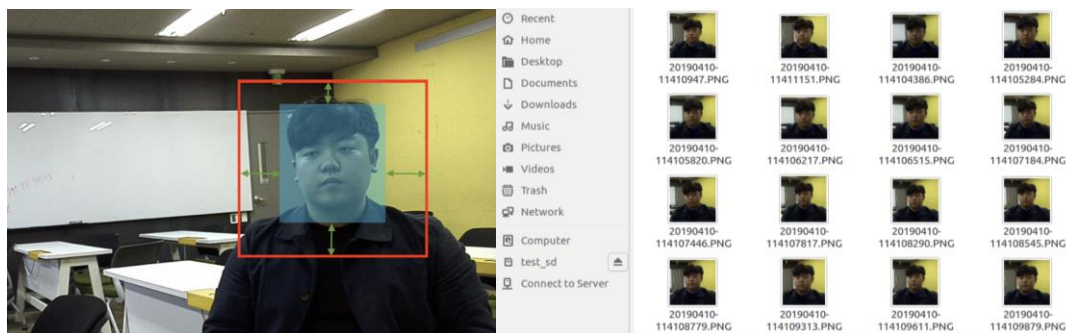 Recent
Home
Desktop
Documents
Downloads
Music
Pictures
Videos
Trash
Network
Computer
test_sd
Connect to Server
20190410-
11410947.PNG
20190410-
11411151.PNG
20190410-
114104386.PNG
20190410-
114105284.PNG
20190410-
114105820.PNG
20190410-
114106217.PNG
20190410-
114106515.PNG
20190410-
114107184.PNG
20190410-
114107446.PNG
20190410-
114107817.PNG
20190410-
114108290.PNG
20190410-
114108545.PNG
20190410-
114108779.PNG
20190410-
114109313.PNG
20190410-
114109611.PNG
20190410-
114109879.PNG